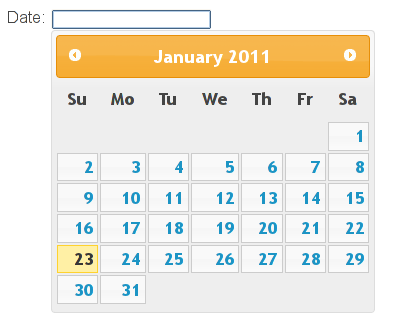 Date:
January 2011
Su Mo Tu We Th Fr Sa
1
2 3 4 5 6 7 8
9 10 11 12 13 14 15
16 17 18 19 20 21 22
23 24 25 26 27 28 29
30 31